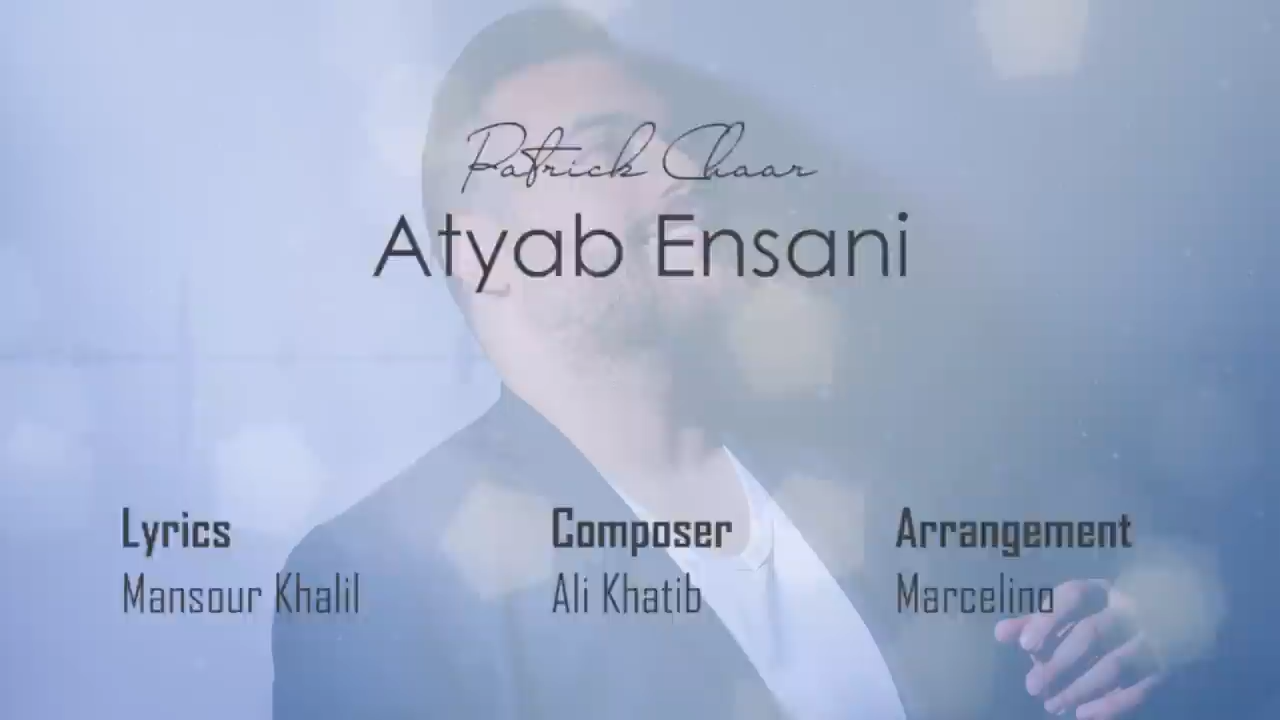 Patrick Chaar
Atyab Ensani
Lyrics
Mansour Khalil
Composer
Ali Khatib
Arrangement
Marcelino